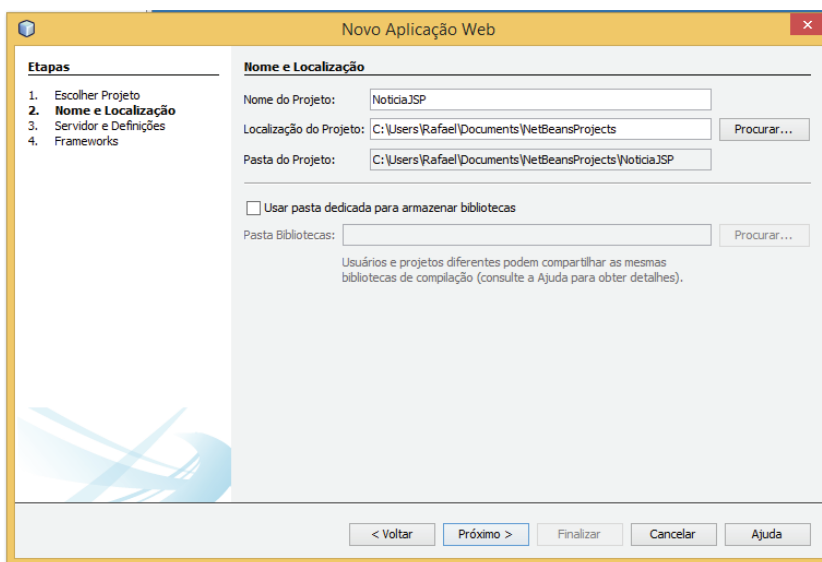 Novo Aplicação Web
Etapas
1. Escolher Projeto
2. Nome e Localização
3. Servidor e Definições
4. Frameworks
Nome e Localização
Nome do Projeto: NoticiaJSP
Localização do Projeto: C:\Users\Rafael\Documents\NetBeansProjects Procurar...
Pasta do Projeto: C:\Users\Rafael\Documents\NetBeansProjects\NoticiaJSP
Usar pasta dedicada para armazenar bibliotecas
Pasta Bibliotecas: Procurar...
Usuários e projetos diferentes podem compartilhar as mesmas
bibliotecas de compilação (consulte a Ajuda para obter detalhes).
< Voltar Próximo > Finalizar Cancelar Ajuda